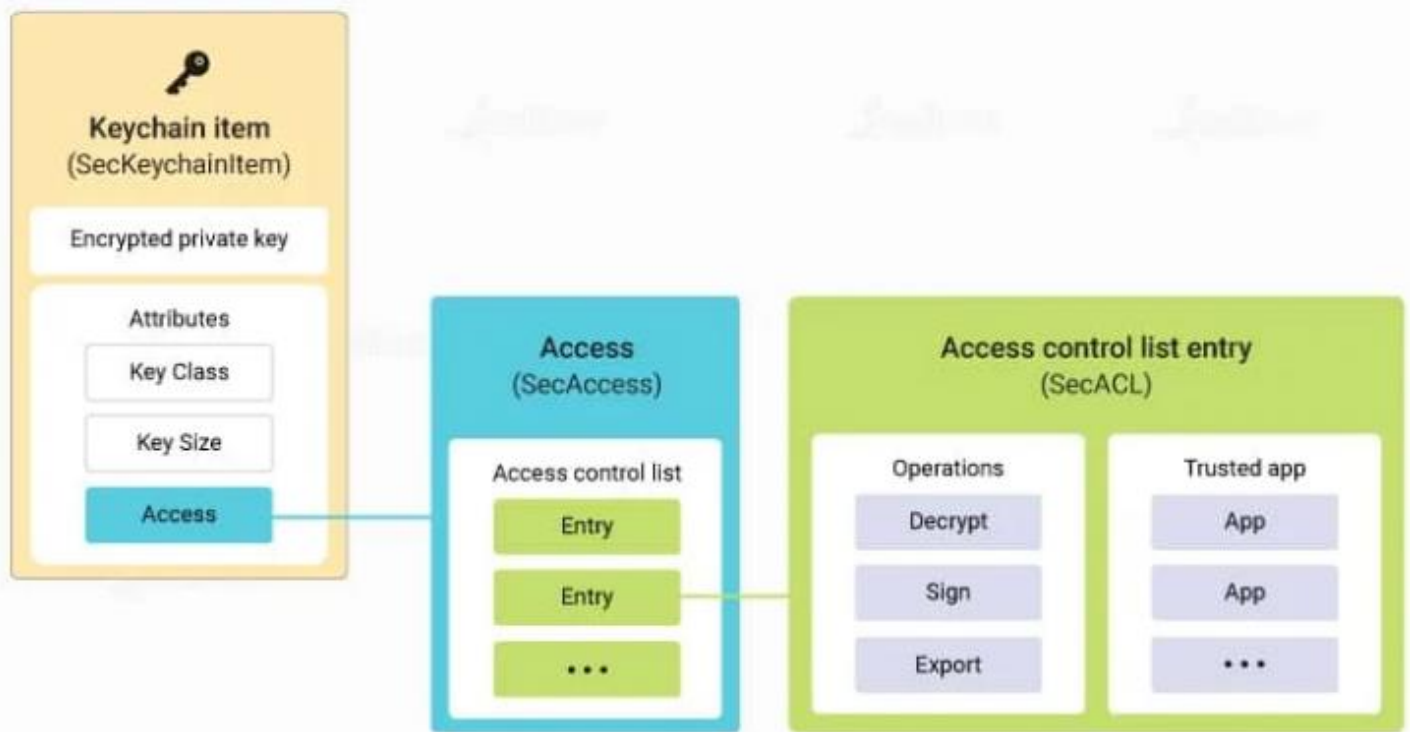 Keychain item
(SecKeychainItem)
Encrypted private key
Attributes
Key Class
Key Size
Access
Access
(SecAccess)
Access control list
Entry
Entry
•••
Access control list entry
(SecACL)
Operations
Decrypt
Sign
Export
Trusted app
App
App
•••